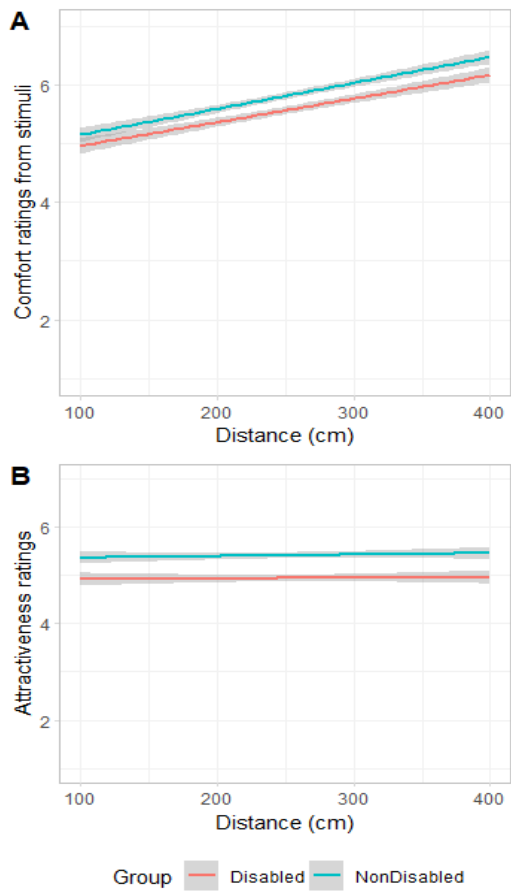 A
Comfort ratings from stimuli
6
4
2
100 200 300 400
Distance (cm)
B
Attractiveness ratings
6
4
2
100 200 300 400
Distance (cm)
Group Disabled NonDisabled